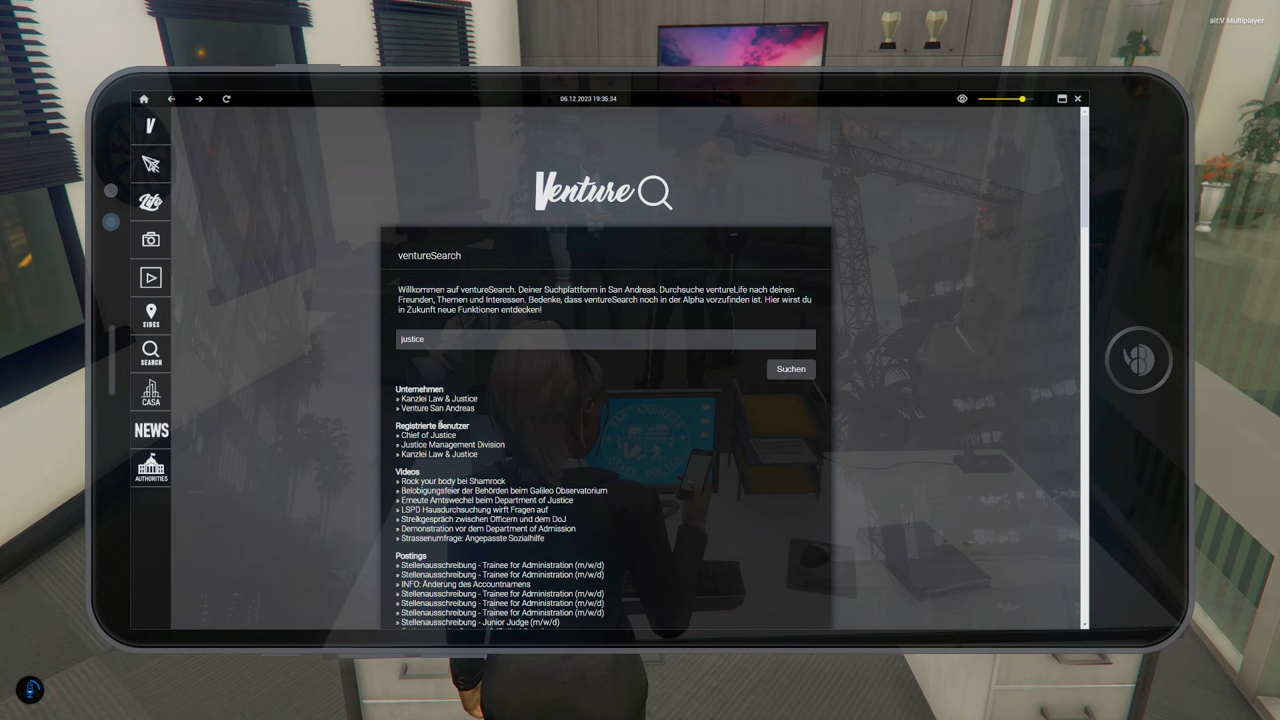 alt:V Multiplayer
06.12.2023 19:35:34
V
Life
SIDES
SEARCH
CASA
NEWS
AUTHORITIES
Venture
ventureSearch
Willkommen auf ventureSearch. Deiner Suchplattform in San Andreas. Durchsuche ventureLife nach deinen
Freunden, Themen und Interessen. Bedenke, dass ventureSearch noch in der Alpha vorzufinden ist. Hier wirst du
in Zukunft neue Funktionen entdecken!
justice
Suchen
Unternehmen
» Kanzlei Law & Justice
» Venture San Andreas
Registrierte Benutzer
» Chief of Justice
» Justice Management Division
» Kanzlei Law & Justice
Videos
» Rock your body bei Shamrock
» Belobigungsfeier der Behörden beim Galileo Observatorium
» Erneute Amtswechel beim Department of Justice
» LSPD Hausdurchsuchung wirft Fragen auf
» Streikgespräch zwischen Officern und dem DoJ
» Demonstration vor dem Department of Admission
» Strassenumfrage: Angepasste Sozialhilfe
Postings
» Stellenausschreibung - Trainee for Administration (m/w/d)
» Stellenausschreibung - Trainee for Administration (m/w/d)
» INFO: Änderung des Accountnamens
» Stellenausschreibung - Trainee for Administration (m/w/d)
» Stellenausschreibung - Trainee for Administration (m/w/d)
» Stellenausschreibung - Trainee for Administration (m/w/d)
» Stellenausschreibung - Junior Judge (m/w/d)
SAN ANDREAS